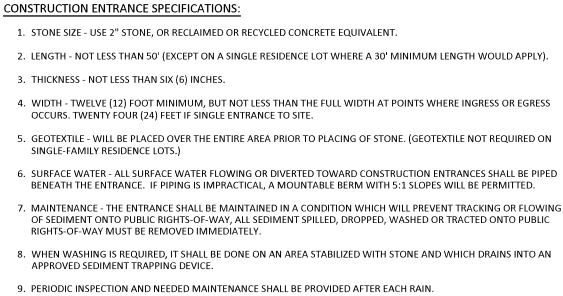 CONSTRUCTION ENTRANCE SPECIFICATIONS:
1. STONE SIZE - USE 2" STONE, OR RECLAIMED OR RECYCLED CONCRETE EQUIVALENT.
2. LENGTH - NOT LESS THAN 50' (EXCEPT ON A SINGLE RESIDENCE LOT WHERE A 30' MINIMUM LENGTH WOULD APPLY).
3. THICKNESS - NOT LESS THAN SIX (6) INCHES.
4. WIDTH - TWELVE (12) FOOT MINIMUM, BUT NOT LESS THAN THE FULL WIDTH AT POINTS WHERE INGRESS OR EGRESS
OCCURS. TWENTY FOUR (24) FEET IF SINGLE ENTRANCE TO SITE.
5. GEOTEXTILE - WILL BE PLACED OVER THE ENTIRE AREA PRIOR TO PLACING OF STONE. (GEOTEXTILE NOT REQUIRED ON
SINGLE-FAMILY RESIDENCE LOTS.)
6. SURFACE WATER - ALL SURFACE WATER FLOWING OR DIVERTED TOWARD CONSTRUCTION ENTRANCES SHALL BE PIPED
BENEATH THE ENTRANCE. IF PIPING IS IMPRACTICAL, A MOUNTABLE BERM WITH 5:1 SLOPES WILL BE PERMITTED.
7. MAINTENANCE - THE ENTRANCE SHALL BE MAINTAINED IN A CONDITION WHICH WILL PREVENT TRACKING OR FLOWING
OF SEDIMENT ONTO PUBLIC RIGHTS-OF-WAY, ALL SEDIMENT SPILLED, DROPPED, WASHED OR TRACTED ONTO PUBLIC
RIGHTS-OF-WAY MUST BE REMOVED IMMEDIATELY.
8. WHEN WASHING IS REQUIRED, IT SHALL BE DONE ON AN AREA STABILIZED WITH STONE AND WHICH DRAINS INTO AN
APPROVED SEDIMENT TRAPPING DEVICE.
9. PERIODIC INSPECTION AND NEEDED MAINTENANCE SHALL BE PROVIDED AFTER EACH RAIN.